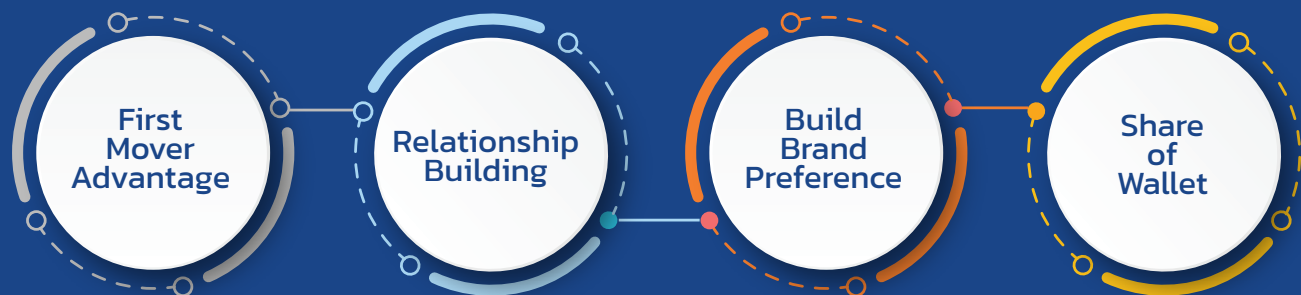 First
Mover
Advantage
Relationship
Building
Build
Brand
Preference
Share
of
Wallet